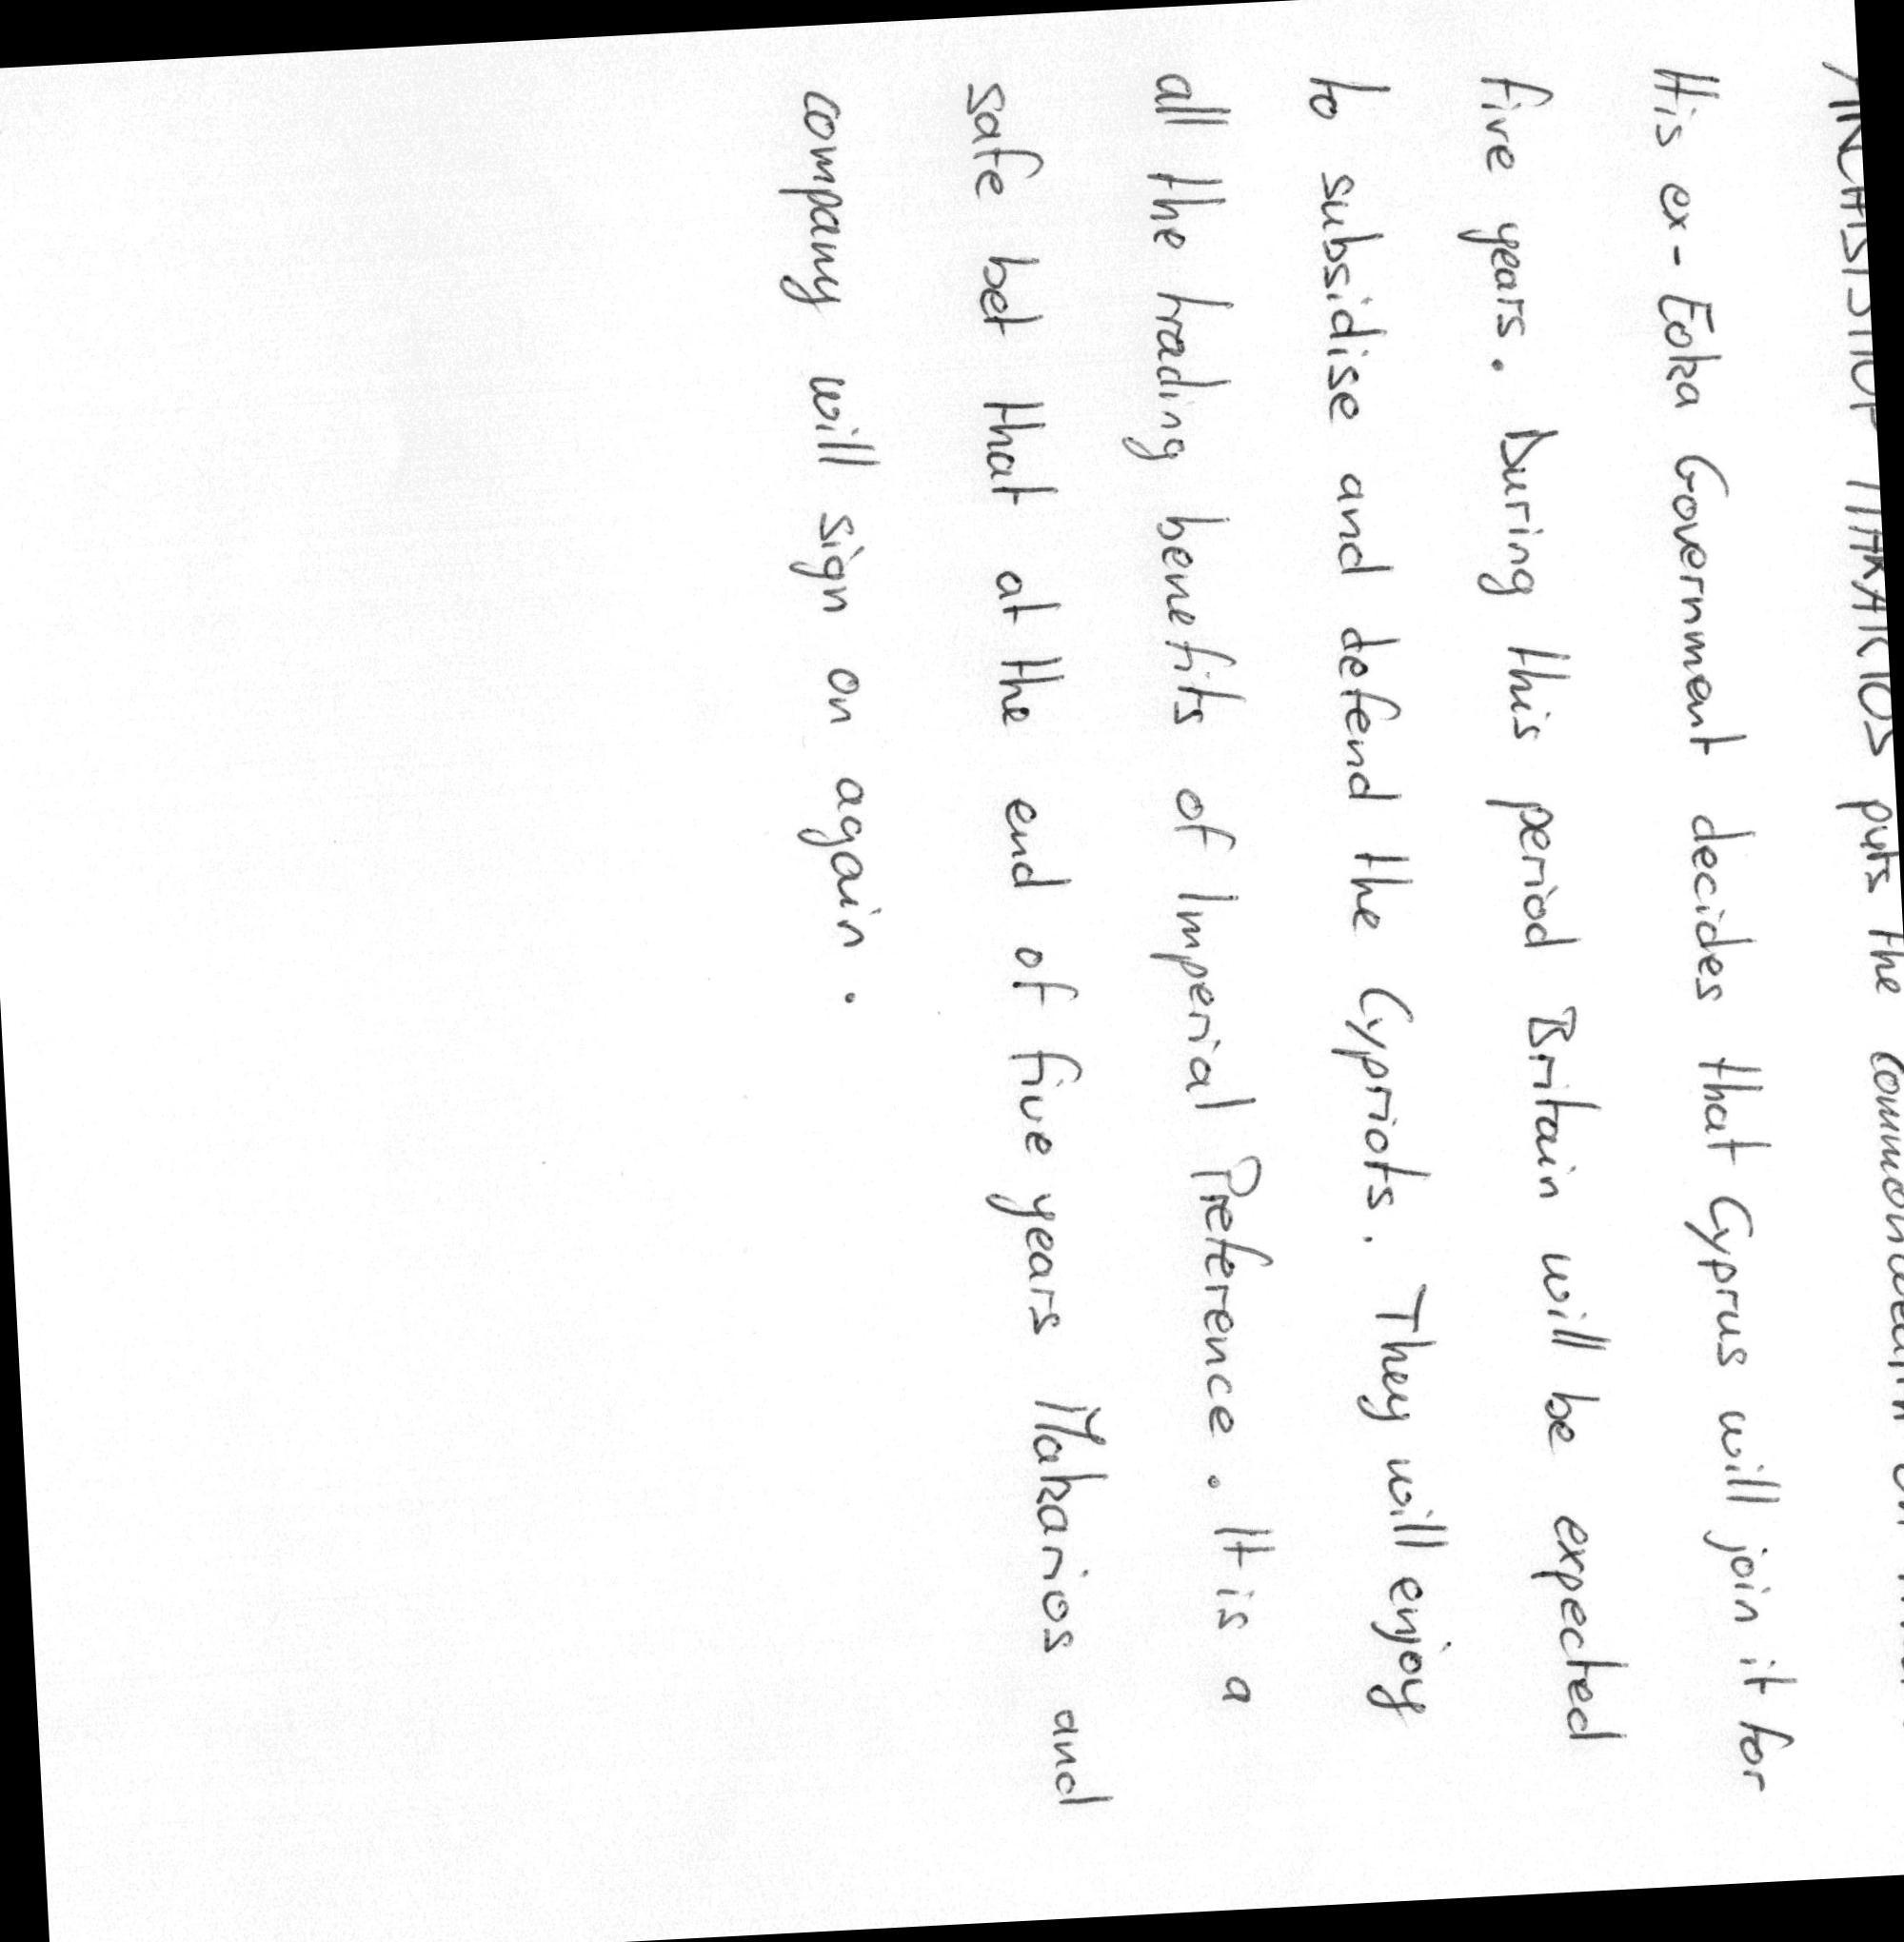 ARCHBISHOP MAKARIOS puts the Commonwealth on
His ex-Eoka Government decides that Cyprus will join it for
five years. During this period Britain will be expected
to subsidise and defend the Cypriots. They will enjoy
all the trading benefits of Imperial Preference. It is a
safe bet that at the end of five years Makarios and
company will sign on again.